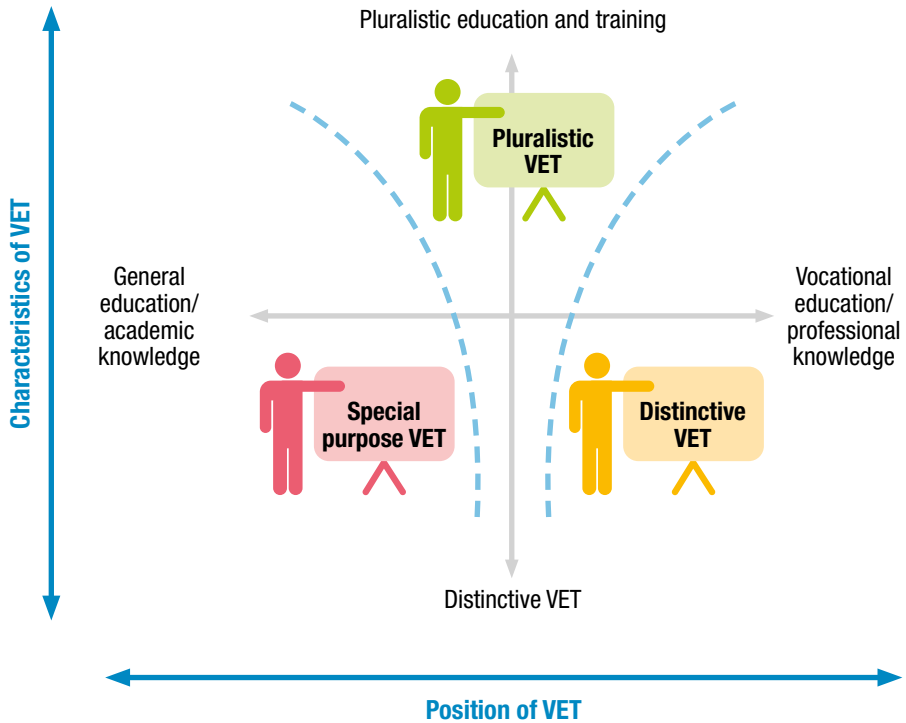 Pluralistic education and training
Pluralistic
VET
Characteristics of VET
General
education/
academic
knowledge
Vocational
education/
professional
knowledge
Special
purpose VET
Distinctive
VET
Distinctive VET
Position of VET